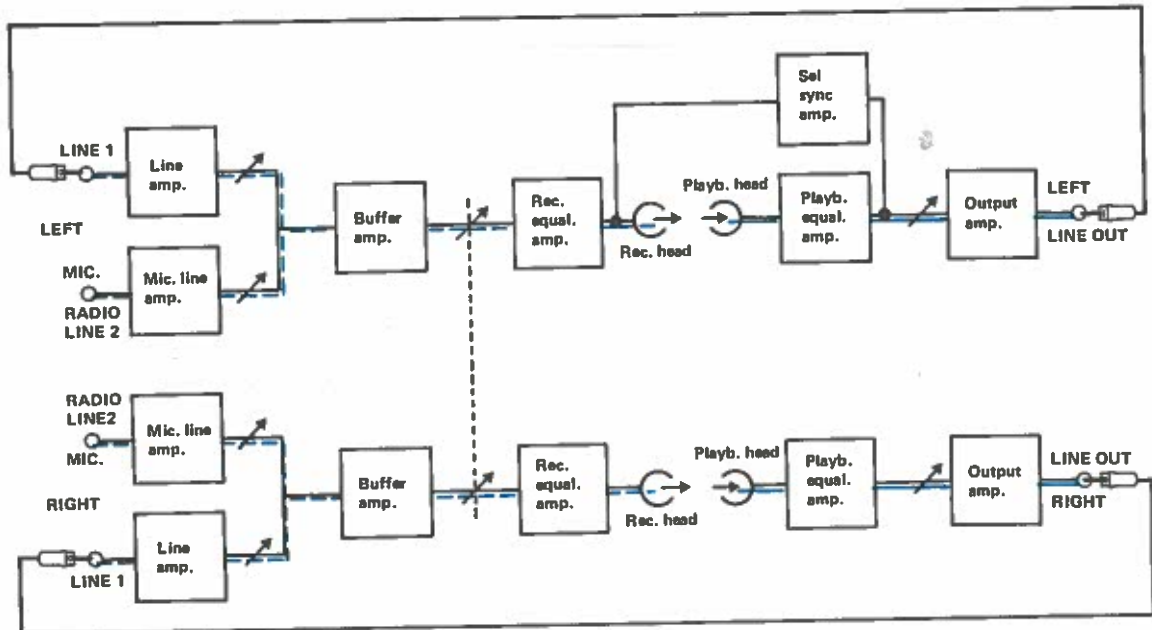 Sel
sync
amp.
LINE 1
Line
amp.
LEFT
Buffer
amp.
Rec.
equal.
amp.
Rec. head
Playb. head
Playb.
equal.
amp.
Output
amp.
LEFT
LINE OUT
MIC.
RADIO
LINE 2
Mic. line
amp.
RADIO
LINE2
MIC.
Mic. line
amp.
RIGHT
Buffer
amp.
Rec.
equal.
amp.
Rec. head
Playb. head
Playb.
equal.
amp.
Output
amp.
LINE OUT
RIGHT
LINE 1
Line
amp.